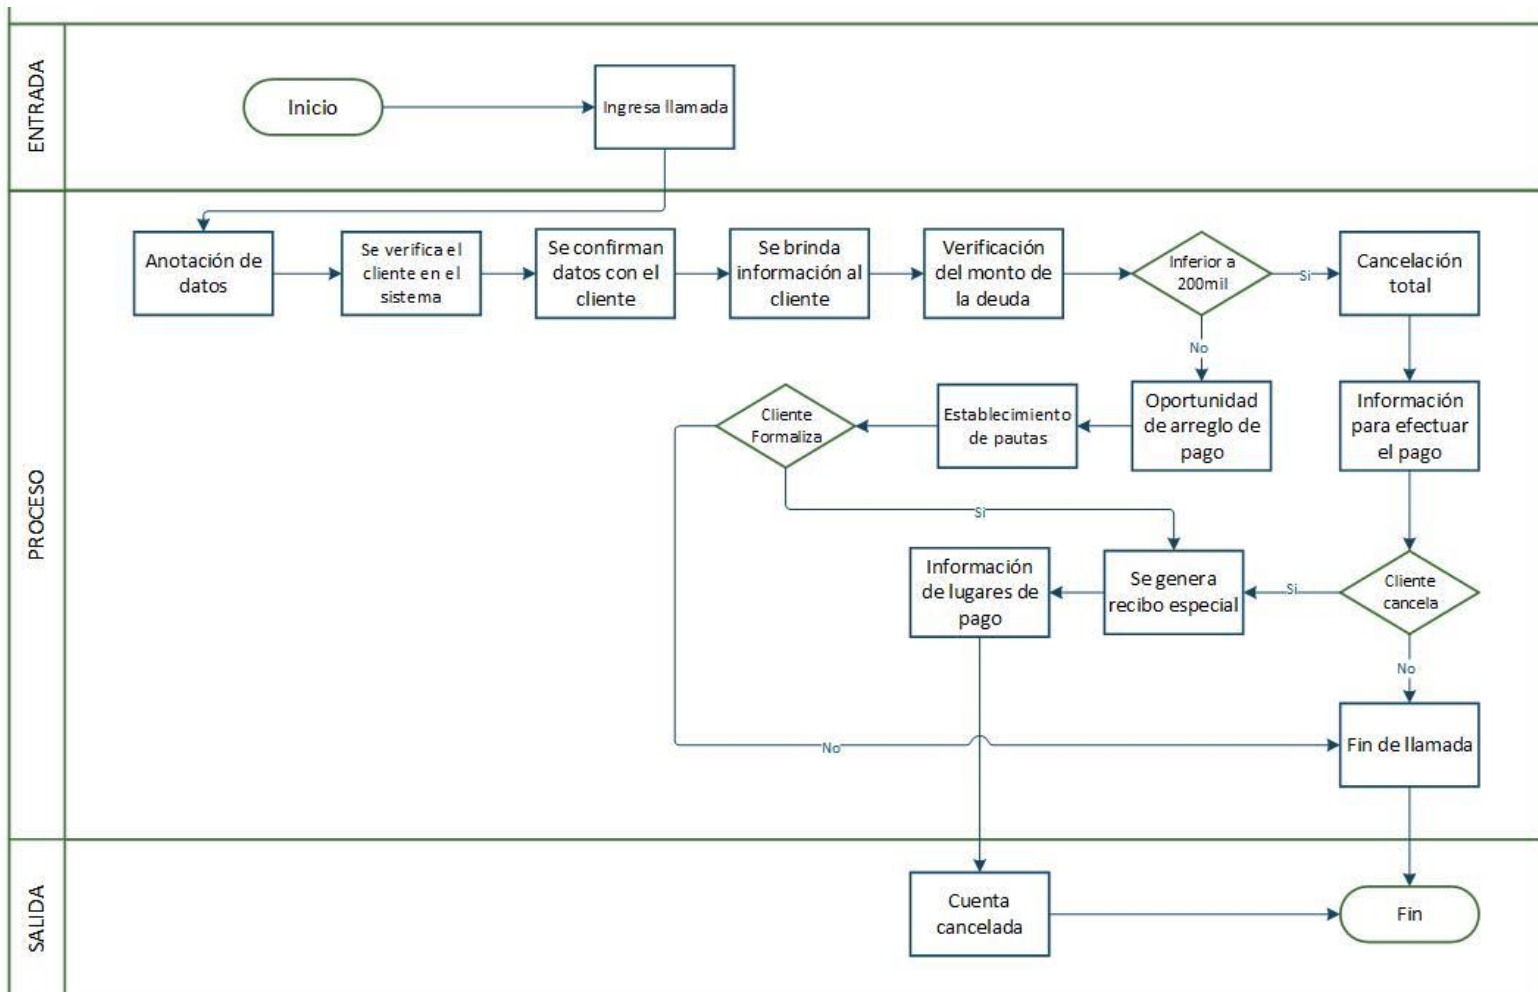 ENTRADA
Inicio
Ingresa llamada
PROCESO
Anotación de
datos
Se verifica el
cliente en el
sistema
Se confirman
datos con el
cliente
Se brinda
información al
cliente
Verificación
del monto de
la deuda
Inferior a
200mil
Si
Cancelación
total
No
Cliente
Formaliza
Establecimiento
de pautas
Oportunidad
de arreglo de
pago
Información
para efectuar
el pago
Si
Información
de lugares de
pago
Se genera
recibo especial
Si
Cliente
cancela
No
No
Fin de llamada
SALIDA
Cuenta
cancelada
Fin